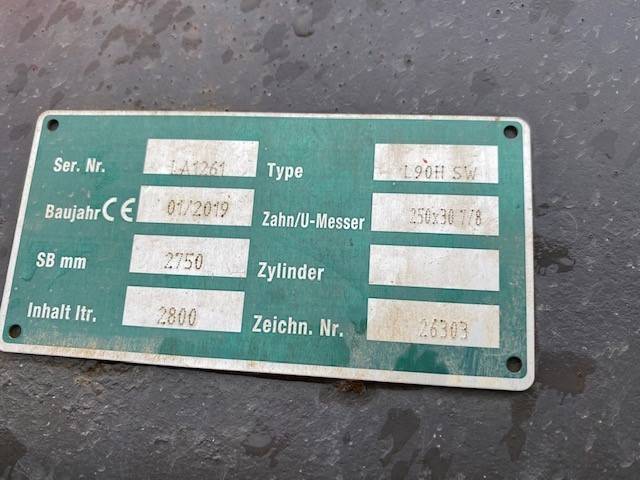 Ser. Nr. LA1261 Type L90H SW
Baujahr CE 01/2019 Zahn/U-Messer 250x30 7/8
SB mm 2750 Zylinder
Inhalt ltr. 2800 Zeichn. Nr. 26303